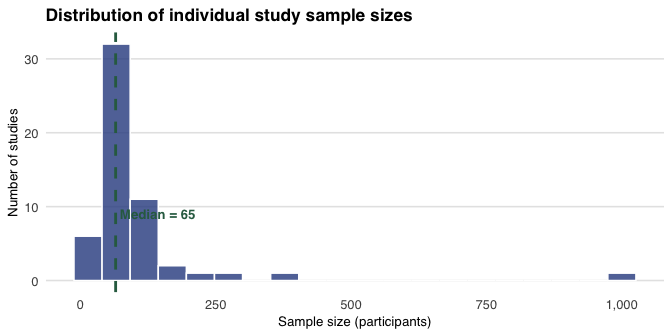 Distribution of individual study sample sizes
Number of studies
30
20
10
0
Median = 65
0 250 500 750 1,000
Sample size (participants)